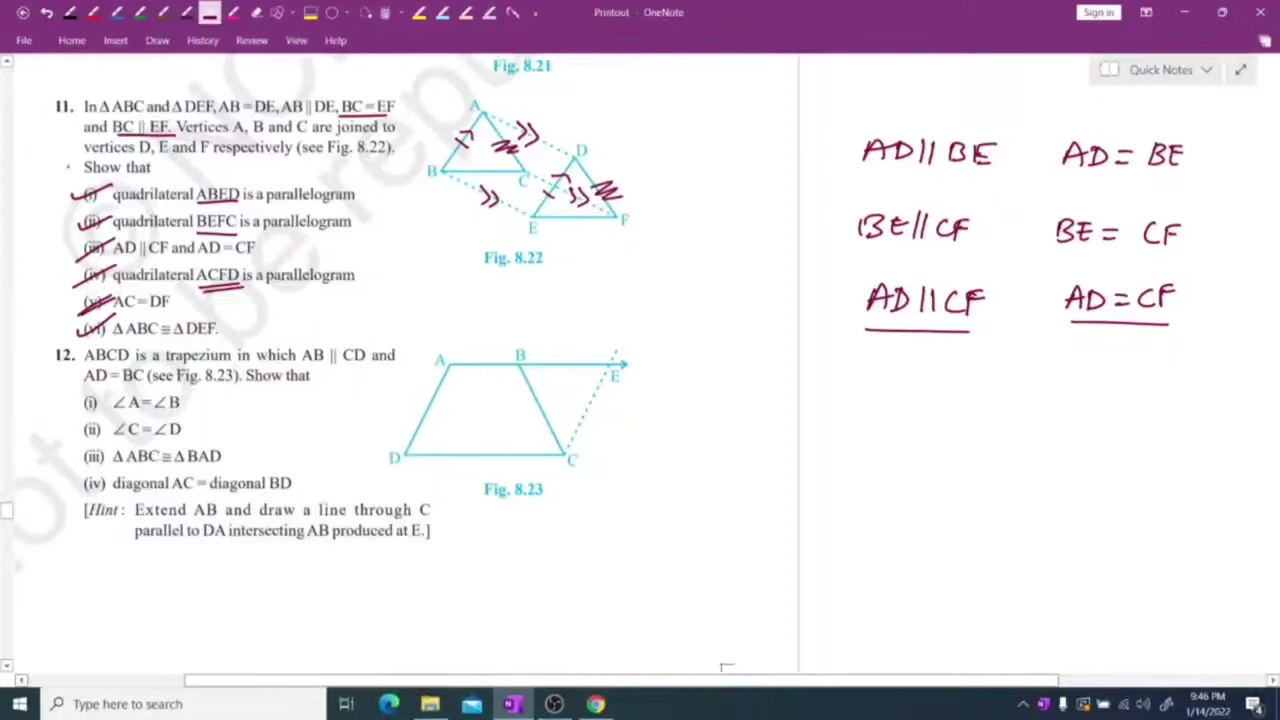 Printout - OneNote
Sign in
File Home Insert Draw History Review View Help
Quick Notes
Fig. 8.21
11. In Δ ABC and Δ DEF, AB = DE, AB || DE, BC = EF
and BC || EF. Vertices A, B and C are joined to
vertices D, E and F respectively (see Fig. 8.22).
Show that
(i) quadrilateral ABED is a parallelogram
(ii) quadrilateral BEFC is a parallelogram
(iii) AD || CF and AD = CF
(iv) quadrilateral ACFD is a parallelogram
(v) AC = DF
(vi) Δ ABC ≅ Δ DEF.
A
B
C
D
E
F
Fig. 8.22
12. ABCD is a trapezium in which AB || CD and
AD = BC (see Fig. 8.23). Show that
(i) ∠A = ∠B
(ii) ∠C = ∠D
(iii) Δ ABC ≅ Δ BAD
(iv) diagonal AC = diagonal BD
[Hint : Extend AB and draw a line through C
parallel to DA intersecting AB produced at E.]
A
B
E
D
C
Fig. 8.23
AD || BE AD = BE
BE || CF BE = CF
AD || CF AD = CF
Type here to search
9:46 PM
1/14/2022